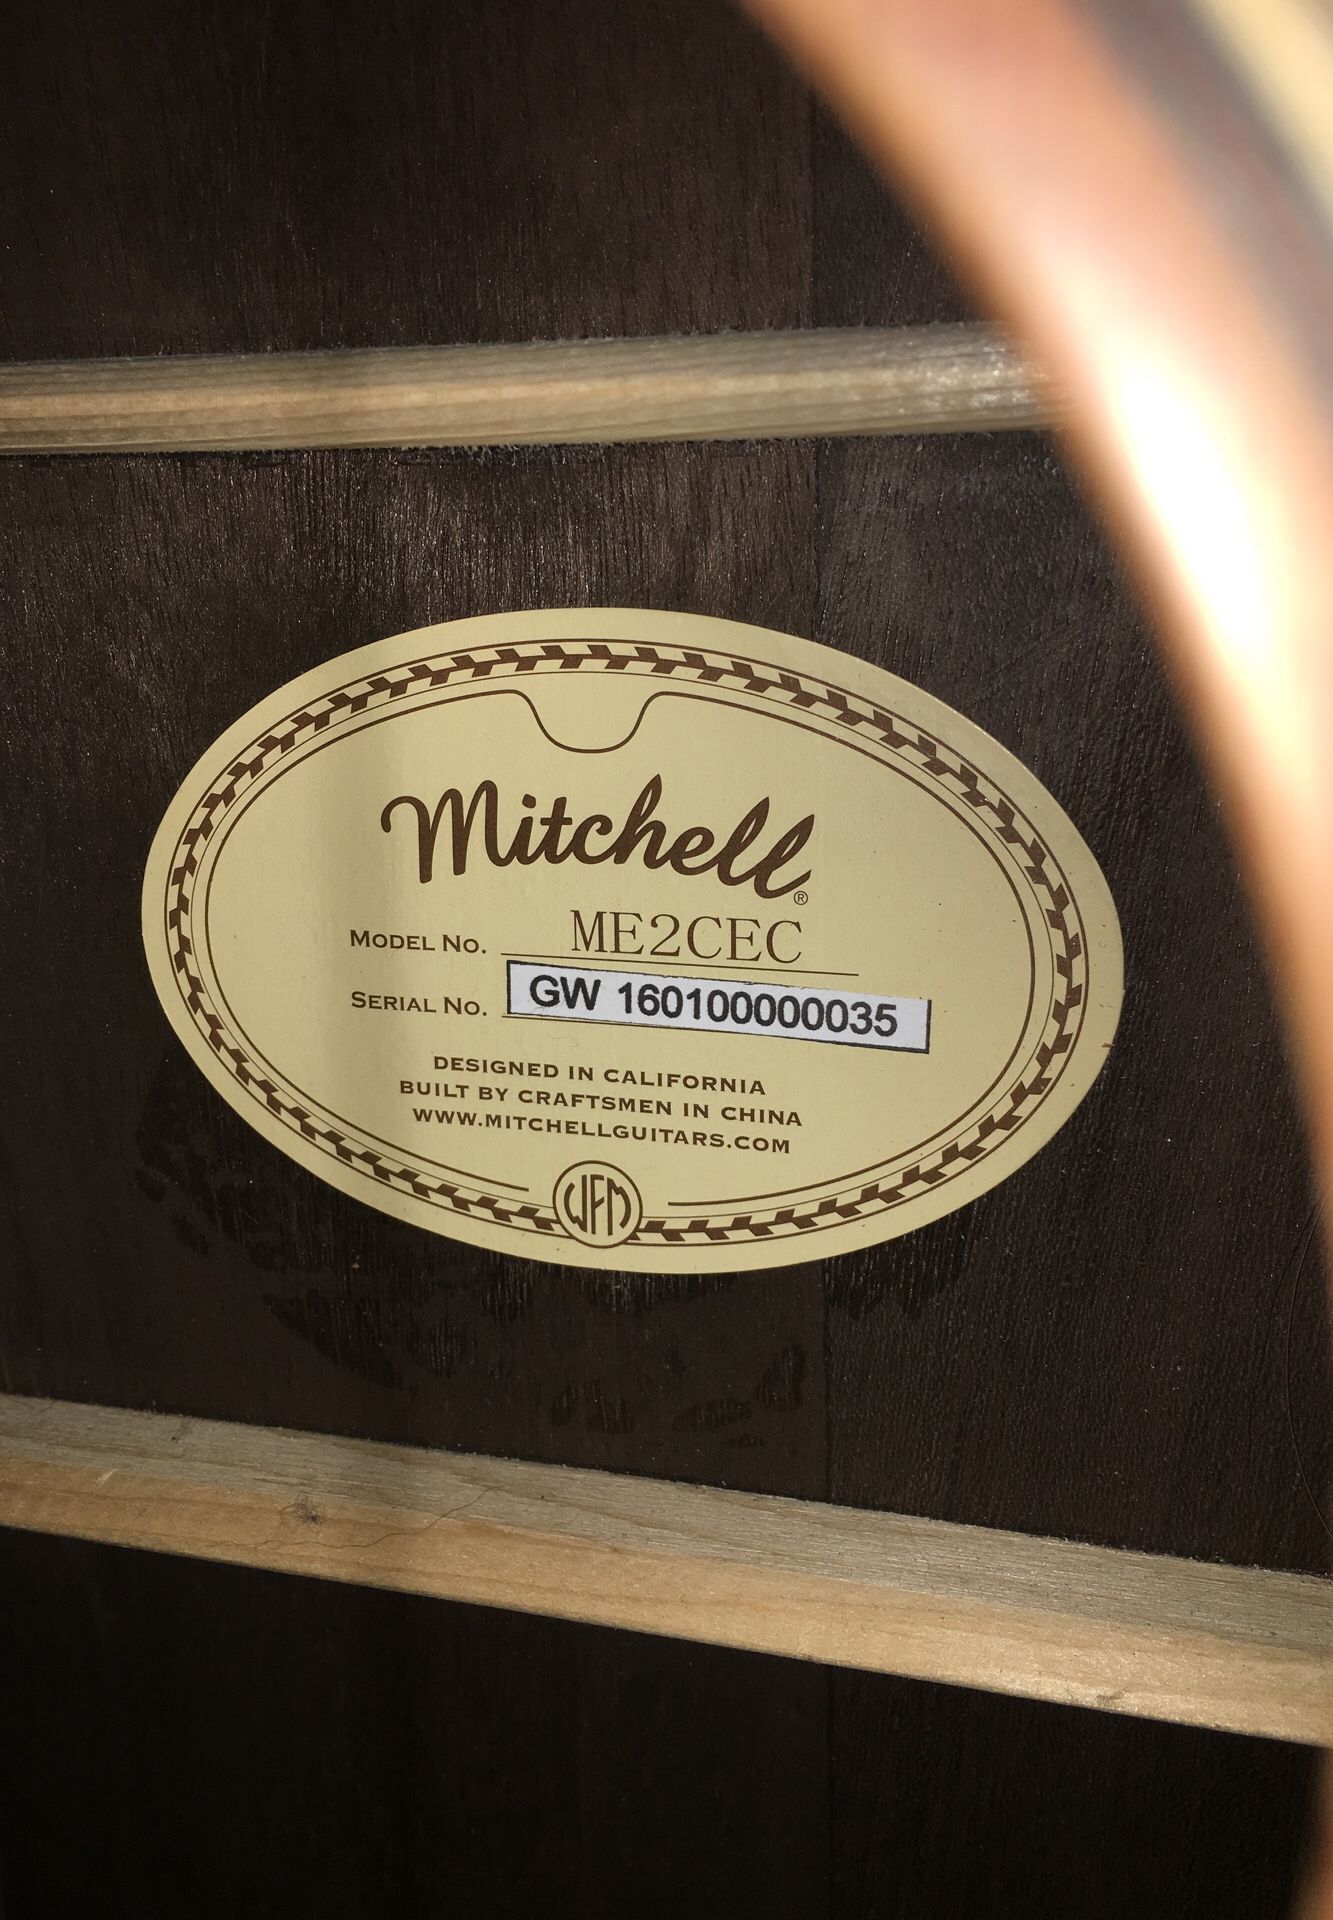 Mitchell®
MODEL NO. ME2CEC
SERIAL NO. GW 160100000035
DESIGNED IN CALIFORNIA
BUILT BY CRAFTSMEN IN CHINA
WWW.MITCHELLGUITARS.COM
WFM